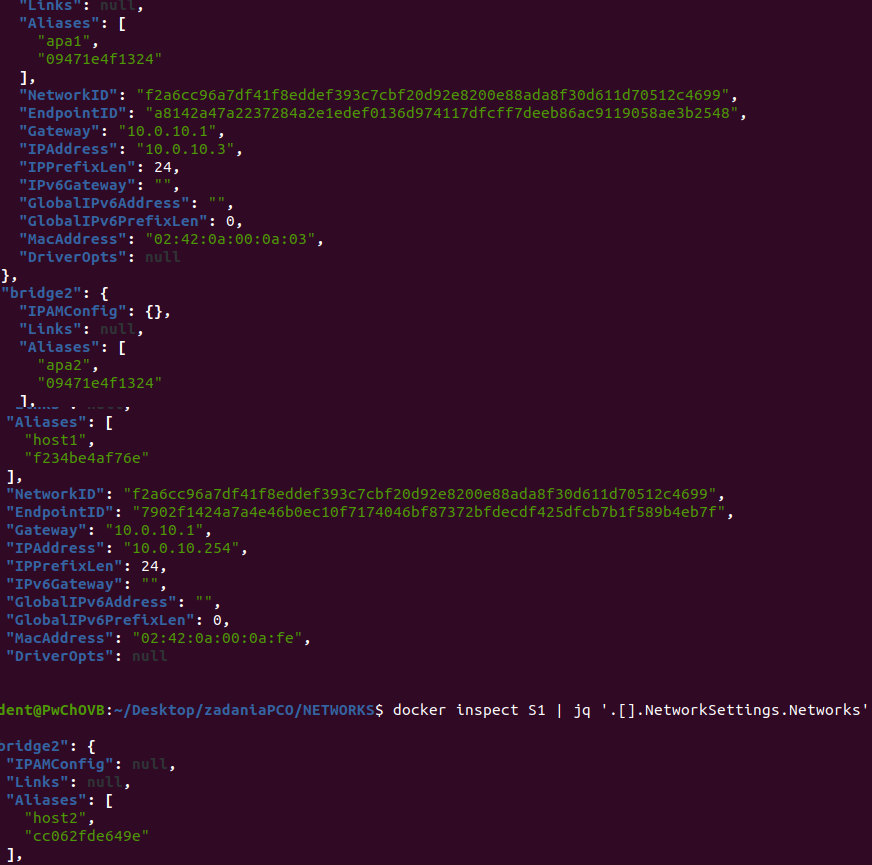 "Links": null,
"Aliases": [
"apa1",
"09471e4f1324"
],
"NetworkID": "f2a6cc96a7df41f8eddef393c7cbf20d92e8200e88ada8f30d611d70512c4699",
"EndpointID": "a8142a47a2237284a2e1edef0136d974117dfcff7deeb86ac9119058ae3b2548",
"Gateway": "10.0.10.1",
"IPAddress": "10.0.10.3",
"IPPrefixLen": 24,
"IPv6Gateway": "",
"GlobalIPv6Address": "",
"GlobalIPv6PrefixLen": 0,
"MacAddress": "02:42:0a:00:0a:03",
"DriverOpts": null
},
"bridge2": {
"IPAMConfig": {},
"Links": null,
"Aliases": [
"apa2",
"09471e4f1324"
],
"Aliases": [
"host1",
"f234be4af76e"
],
"NetworkID": "f2a6cc96a7df41f8eddef393c7cbf20d92e8200e88ada8f30d611d70512c4699",
"EndpointID": "7902f1424a7a4e46b0ec10f7174046bf87372bfdecdf425dfcb7b1f589b4eb7f",
"Gateway": "10.0.10.1",
"IPAddress": "10.0.10.254",
"IPPrefixLen": 24,
"IPv6Gateway": "",
"GlobalIPv6Address": "",
"GlobalIPv6PrefixLen": 0,
"MacAddress": "02:42:0a:00:0a:fe",
"DriverOpts": null
dent@PwChOVB:~/Desktop/zadaniaPCO/NETWORKS$ docker inspect S1 | jq '.[].NetworkSettings.Networks'
bridge2": {
"IPAMConfig": null,
"Links": null,
"Aliases": [
"host2",
"cc062fde649e"
],